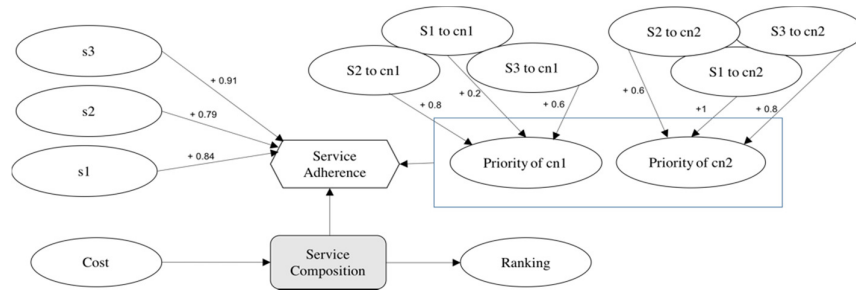 s3
s2
s1
+ 0.91
+ 0.79
+ 0.84
S1 to cn1
S2 to cn1
S3 to cn1
+ 0.8
+ 0.2
+ 0.6
S2 to cn2
S3 to cn2
S1 to cn2
+ 0.6
+1
+ 0.8
Service
Adherence
Priority of cn1
Priority of cn2
Cost
Service
Composition
Ranking